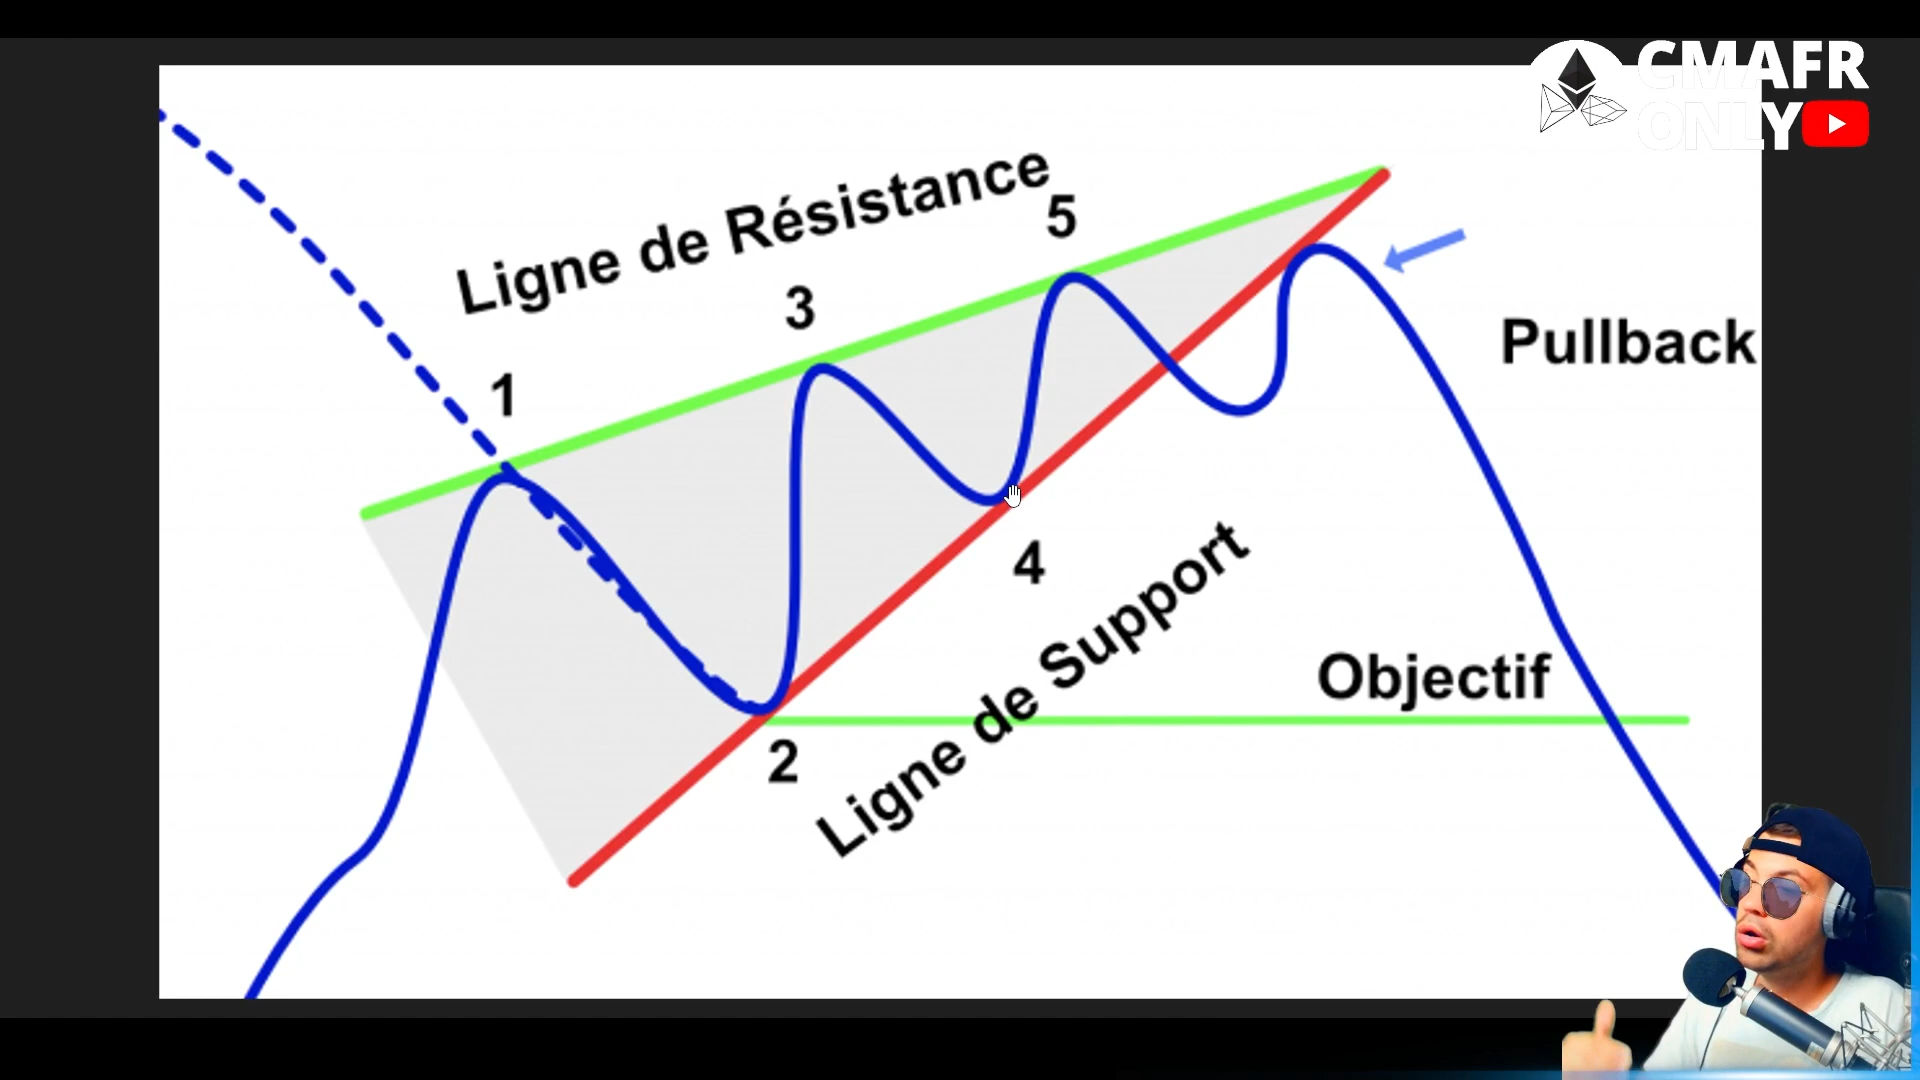 CMAFR
ONLY
Ligne de Résistance
5
3
1
Pullback
4
Ligne de Support
Objectif
2